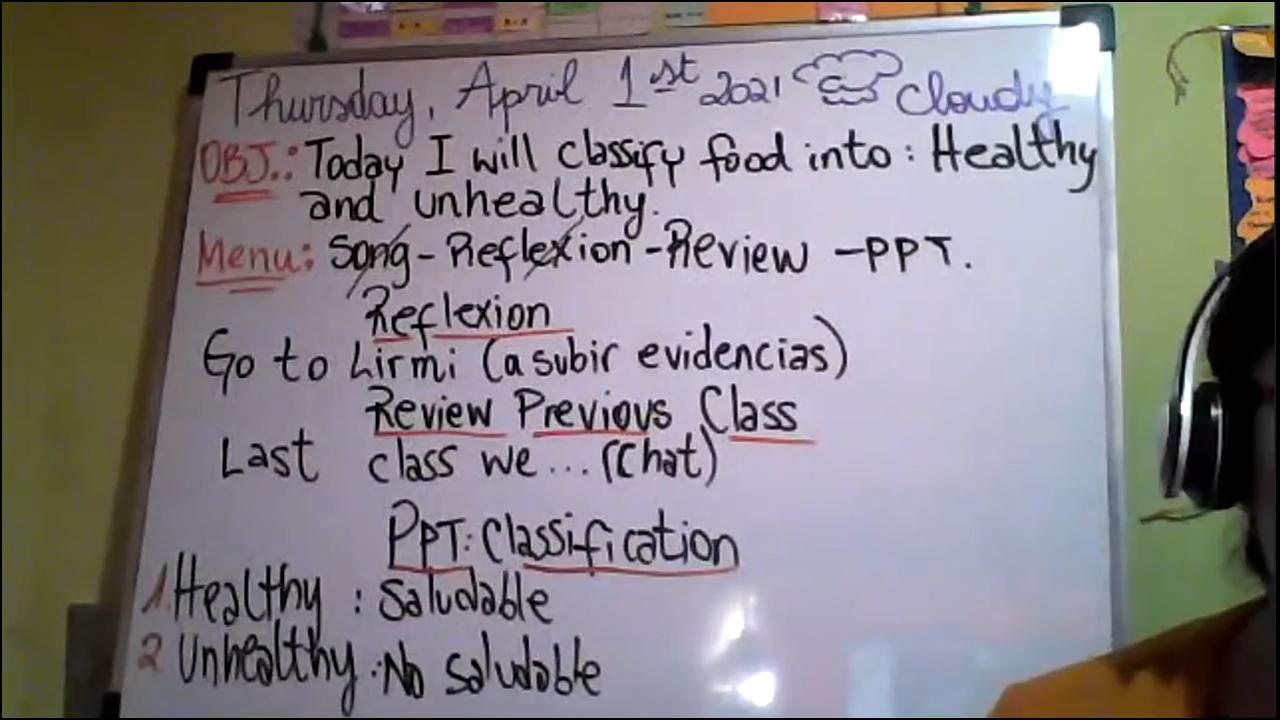 Thursday, April 1st 2021 Cloudy
OBJ.: Today I will classify food into: Healthy
and unhealthy.
Menu: Song - Reflexion - Review - PPT.
Reflexion
Go to Lirmi (a subir evidencias)
Review Previous Class
Last class we... (Chat)
PPT: Classification
1. Healthy : Saludable
2 Unhealthy : No saludable